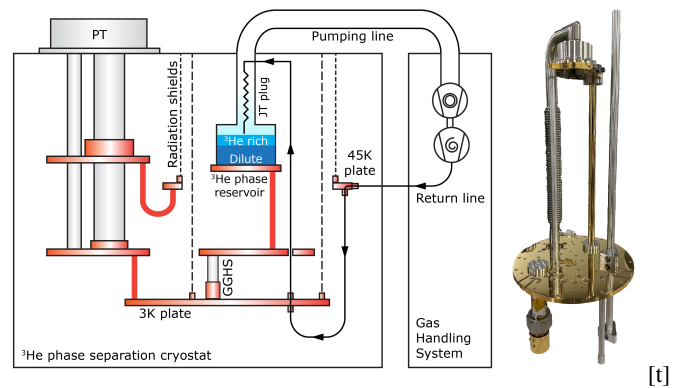 PT
Pumping line
Radiation shields
JT plug
³He rich
Dilute
³He phase
reservoir
45K
plate
Return line
GGHS
3K plate
³He phase separation cryostat
Gas
Handling
System
[t]